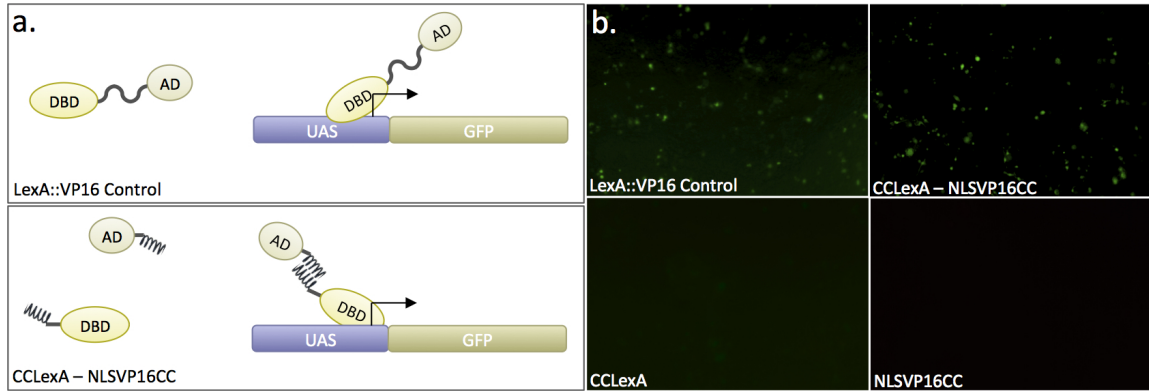 a.
AD
DBD
AD
DBD
UAS
GFP
LexA::VP16 Control
AD
DBD
AD
DBD
UAS
GFP
CCLexA – NLSVP16CC
b.
LexA::VP16 Control
CCLexA – NLSVP16CC
CCLexA
NLSVP16CC